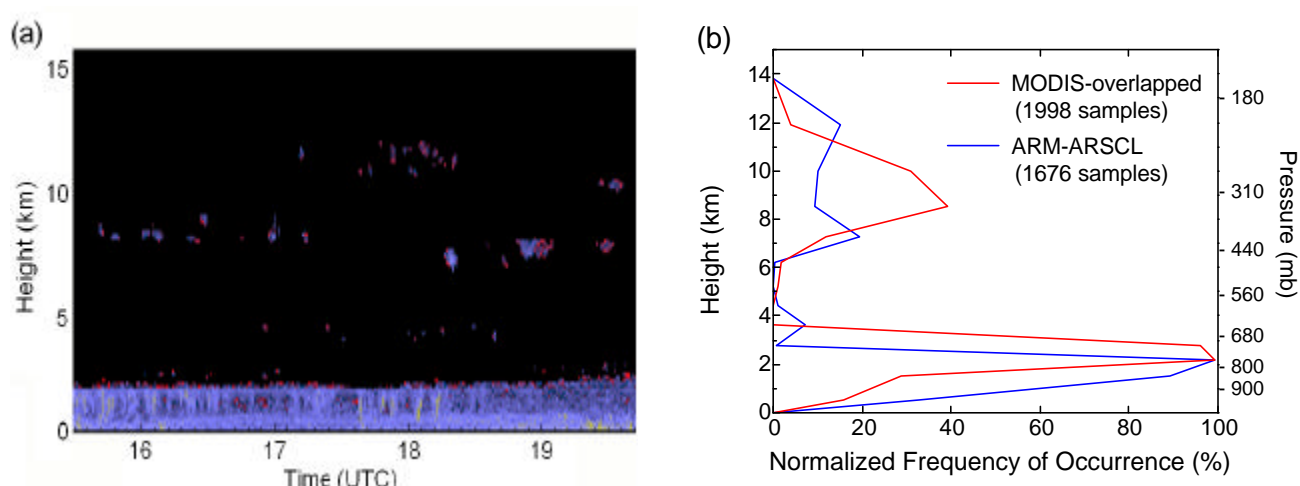 (a)
15
10
5
0
Height (km)
16 17 18 19
Time (UTC)
(b)
14
12
10
8
6
4
2
0
Height (km)
MODIS-overlapped
(1998 samples)
ARM-ARSCL
(1676 samples)
180
310
440
560
680
800
900
Pressure (mb)
0 20 40 60 80 100
Normalized Frequency of Occurrence (%)